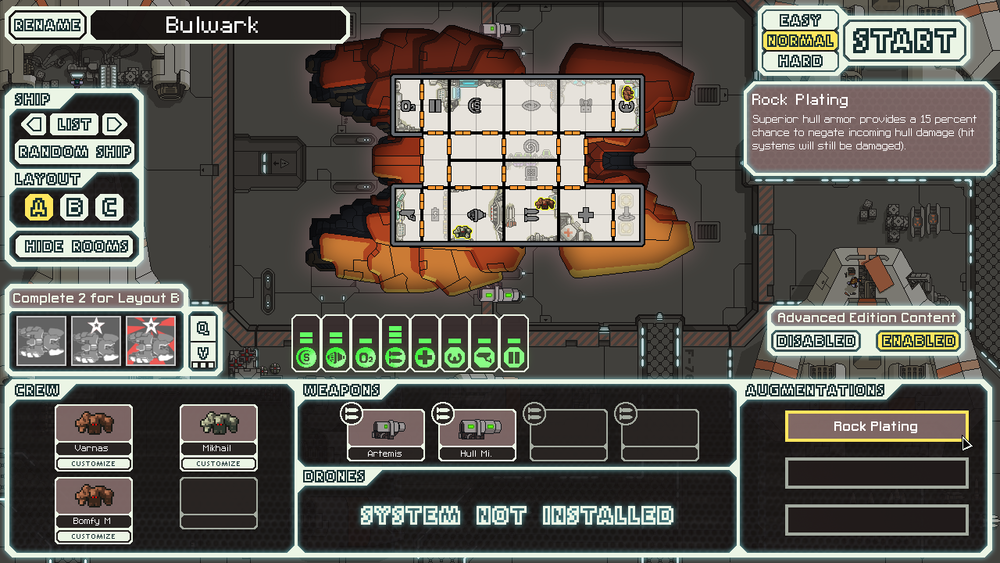 RENAME
Bulwark
EASY
NORMAL
HARD
START
SHIP
LIST
RANDOM SHIP
LAYOUT
A B C
HIDE ROOMS
Rock Plating
Superior hull armor provides a 15 percent
chance to negate incoming hull damage (hit
systems will still be damaged).
O2
Complete 2 for Layout B
Advanced Edition Content
DISABLED ENABLED
S
O2
CREW
Varnas
CUSTOMIZE
Mikhail
CUSTOMIZE
Bomfy M
CUSTOMIZE
WEAPONS
Artemis
Hull Mi.
DRONES
SYSTEM NOT INSTALLED
AUGMENTATIONS
Rock Plating